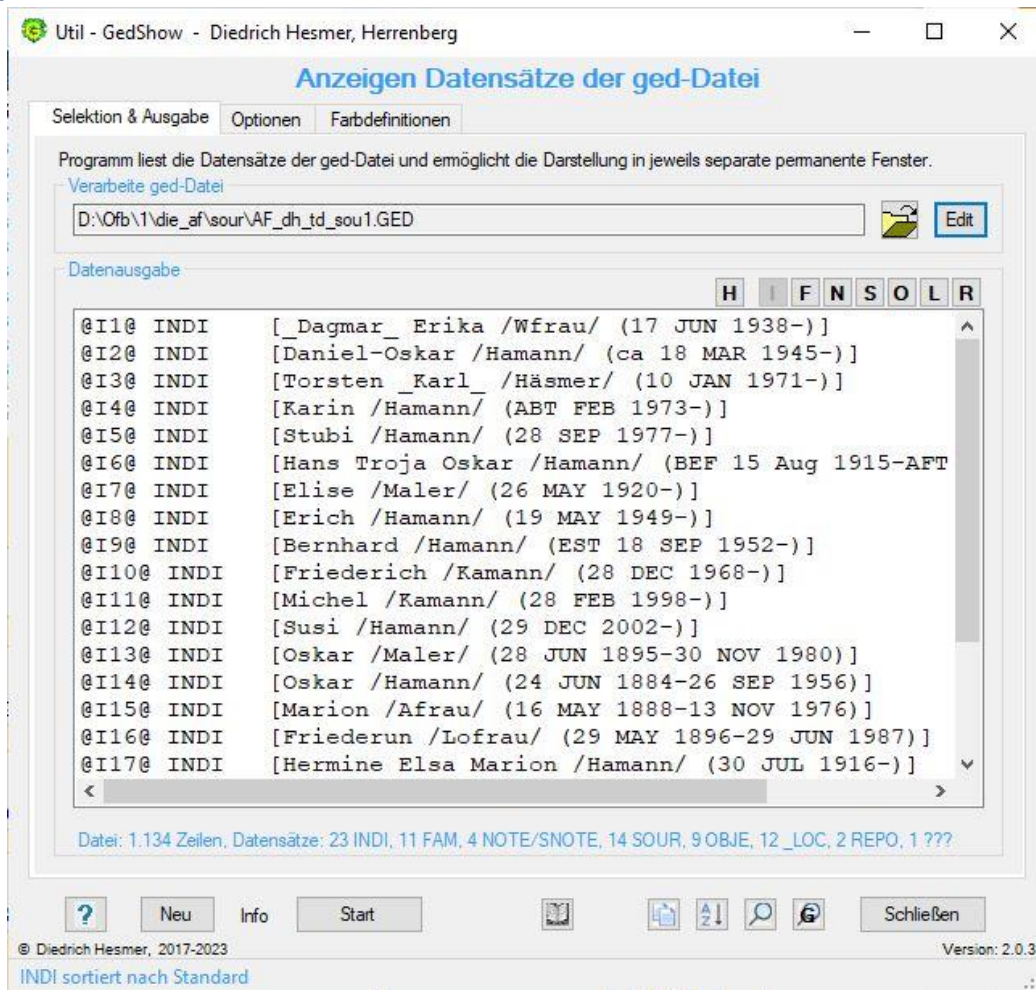 Util - GedShow - Diedrich Hesmer, Herrenberg
Anzeigen Datensätze der ged-Datei
Selektion & Ausgabe Optionen Farbdefinitionen
Programm liest die Datensätze der ged-Datei und ermöglicht die Darstellung in jeweils separate permanente Fenster.
Verarbeite ged-Datei
D:\Ofb\1\die_af\sour\AF_dh_td_sou1.GED Edit
Datenausgabe
H I F N S O L R
@I1@ INDI [_Dagmar_ Erika /Wfrau/ (17 JUN 1938-)]
@I2@ INDI [Daniel-Oskar /Hamann/ (ca 18 MAR 1945-)]
@I3@ INDI [Torsten _Karl_ /Häsmer/ (10 JAN 1971-)]
@I4@ INDI [Karin /Hamann/ (ABT FEB 1973-)]
@I5@ INDI [Stubi /Hamann/ (28 SEP 1977-)]
@I6@ INDI [Hans Troja Oskar /Hamann/ (BEF 15 Aug 1915-AFT
@I7@ INDI [Elise /Maler/ (26 MAY 1920-)]
@I8@ INDI [Erich /Hamann/ (19 MAY 1949-)]
@I9@ INDI [Bernhard /Hamann/ (EST 18 SEP 1952-)]
@I10@ INDI [Friederich /Kamann/ (28 DEC 1968-)]
@I11@ INDI [Michel /Kamann/ (28 FEB 1998-)]
@I12@ INDI [Susi /Hamann/ (29 DEC 2002-)]
@I13@ INDI [Oskar /Maler/ (28 JUN 1895-30 NOV 1980)]
@I14@ INDI [Oskar /Hamann/ (24 JUN 1884-26 SEP 1956)]
@I15@ INDI [Marion /Afrau/ (16 MAY 1888-13 NOV 1976)]
@I16@ INDI [Friederun /Lofrau/ (29 MAY 1896-29 JUN 1987)]
@I17@ INDI [Hermine Elsa Marion /Hamann/ (30 JUL 1916-)]
Datei: 1.134 Zeilen, Datensätze: 23 INDI, 11 FAM, 4 NOTE/SNOTE, 14 SOUR, 9 OBJE, 12 _LOC, 2 REPO, 1 ???
? Neu Info Start A Z G Schließen
© Diedrich Hesmer, 2017-2023 Version: 2.0.3
INDI sortiert nach Standard